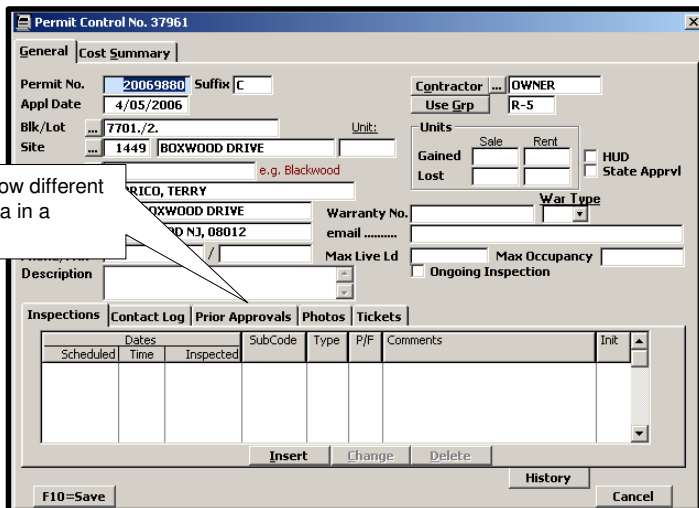 Permit Control No. 37961
General Cost Summary
Permit No. 20069880 Suffix C Contractor ... OWNER
Appl Date 4/05/2006 Use Grp R-5
Blk/Lot ... 7701./2. Unit: Units
Site ... 1449 BOXWOOD DRIVE Sale Rent
e.g. Blackwood Gained HUD
Lost State Apprvl
ow different
a in a
RICO, TERRY War Type
OXWOOD DRIVE Warranty No.
OD NJ, 08012 email ..........
/ Max Live Ld Max Occupancy
Description Ongoing Inspection
Inspections Contact Log Prior Approvals Photos Tickets
Dates SubCode Type P/F Comments Init
Scheduled Time Inspected
Insert Change Delete
History
F10=Save Cancel